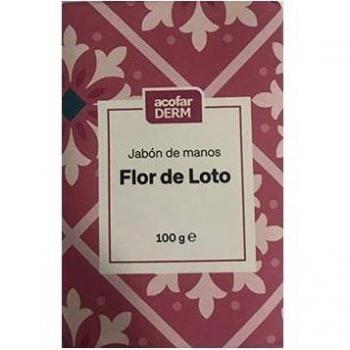 acofar
DERM
Jabón de manos
Flor de Loto
100 g ℮